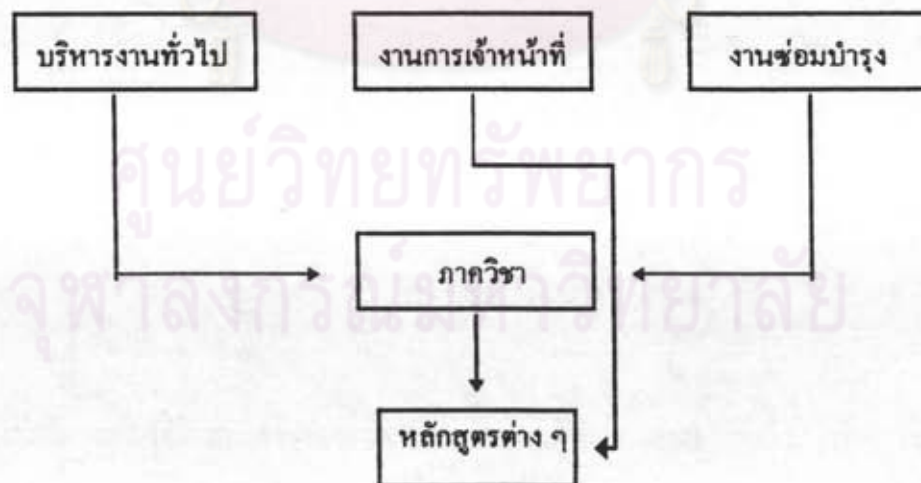 บริหารงานทั่วไป
งานการเจ้าหน้าที่
งานซ่อมบำรุง
ศูนย์วิทยทรัพยากร
ภาควิชา
จุฬาลงกรณ์มหาวิทยาลัย
หลักสูตรต่าง ๆ